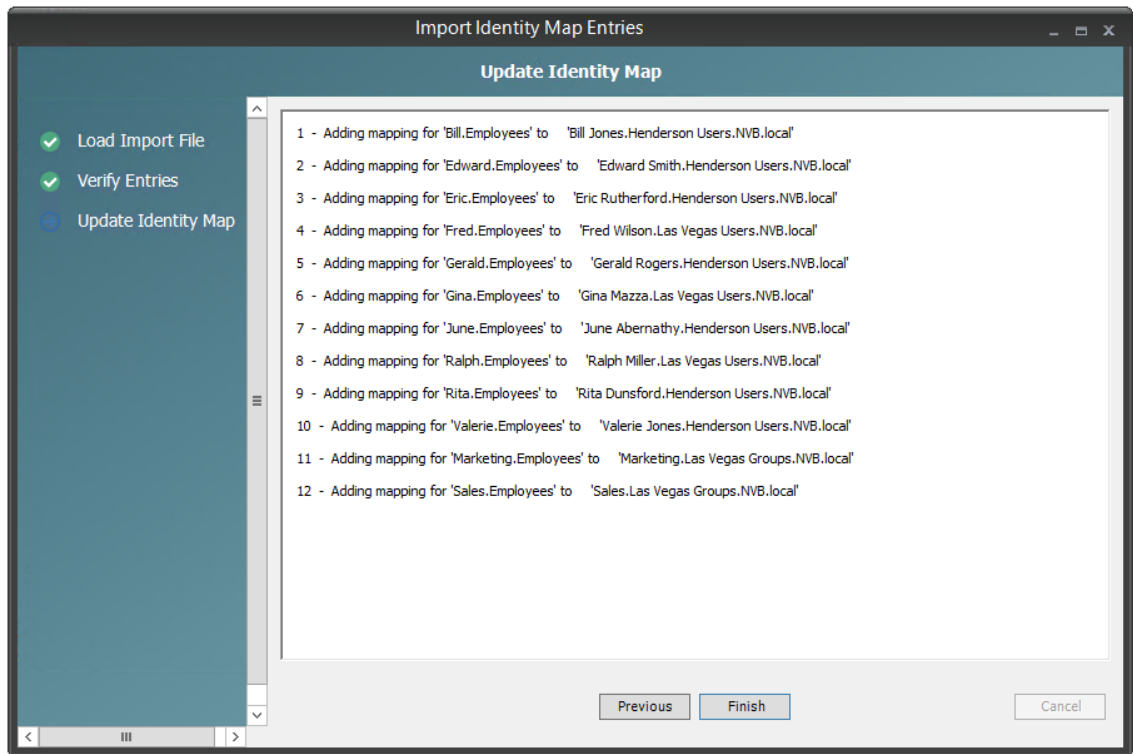 Import Identity Map Entries
Update Identity Map
Load Import File
Verify Entries
Update Identity Map
1 - Adding mapping for 'Bill.Employees' to 'Bill Jones.Henderson Users.NVB.local'
2 - Adding mapping for 'Edward.Employees' to 'Edward Smith.Henderson Users.NVB.local'
3 - Adding mapping for 'Eric.Employees' to 'Eric Rutherford.Henderson Users.NVB.local'
4 - Adding mapping for 'Fred.Employees' to 'Fred Wilson.Las Vegas Users.NVB.local'
5 - Adding mapping for 'Gerald.Employees' to 'Gerald Rogers.Henderson Users.NVB.local'
6 - Adding mapping for 'Gina.Employees' to 'Gina Mazza.Las Vegas Users.NVB.local'
7 - Adding mapping for 'June.Employees' to 'June Abernathy.Henderson Users.NVB.local'
8 - Adding mapping for 'Ralph.Employees' to 'Ralph Miller.Las Vegas Users.NVB.local'
9 - Adding mapping for 'Rita.Employees' to 'Rita Dunsford.Henderson Users.NVB.local'
10 - Adding mapping for 'Valerie.Employees' to 'Valerie Jones.Henderson Users.NVB.local'
11 - Adding mapping for 'Marketing.Employees' to 'Marketing.Las Vegas Groups.NVB.local'
12 - Adding mapping for 'Sales.Employees' to 'Sales.Las Vegas Groups.NVB.local'
Previous Finish Cancel